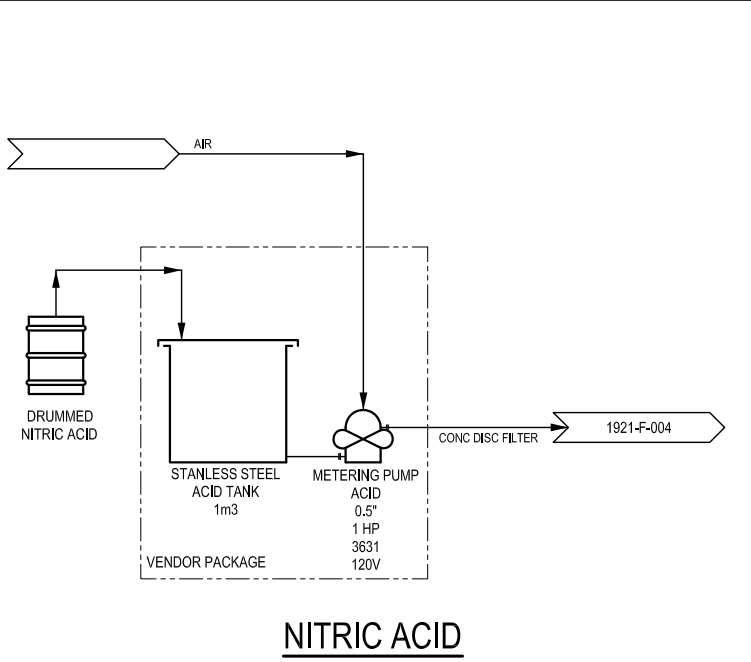 AIR
DRUMMED
NITRIC ACID
STANLESS STEEL
ACID TANK
1m3
METERING PUMP
ACID
0.5"
1 HP
3631
120V
CONC DISC FILTER
1921-F-004
VENDOR PACKAGE
NITRIC ACID